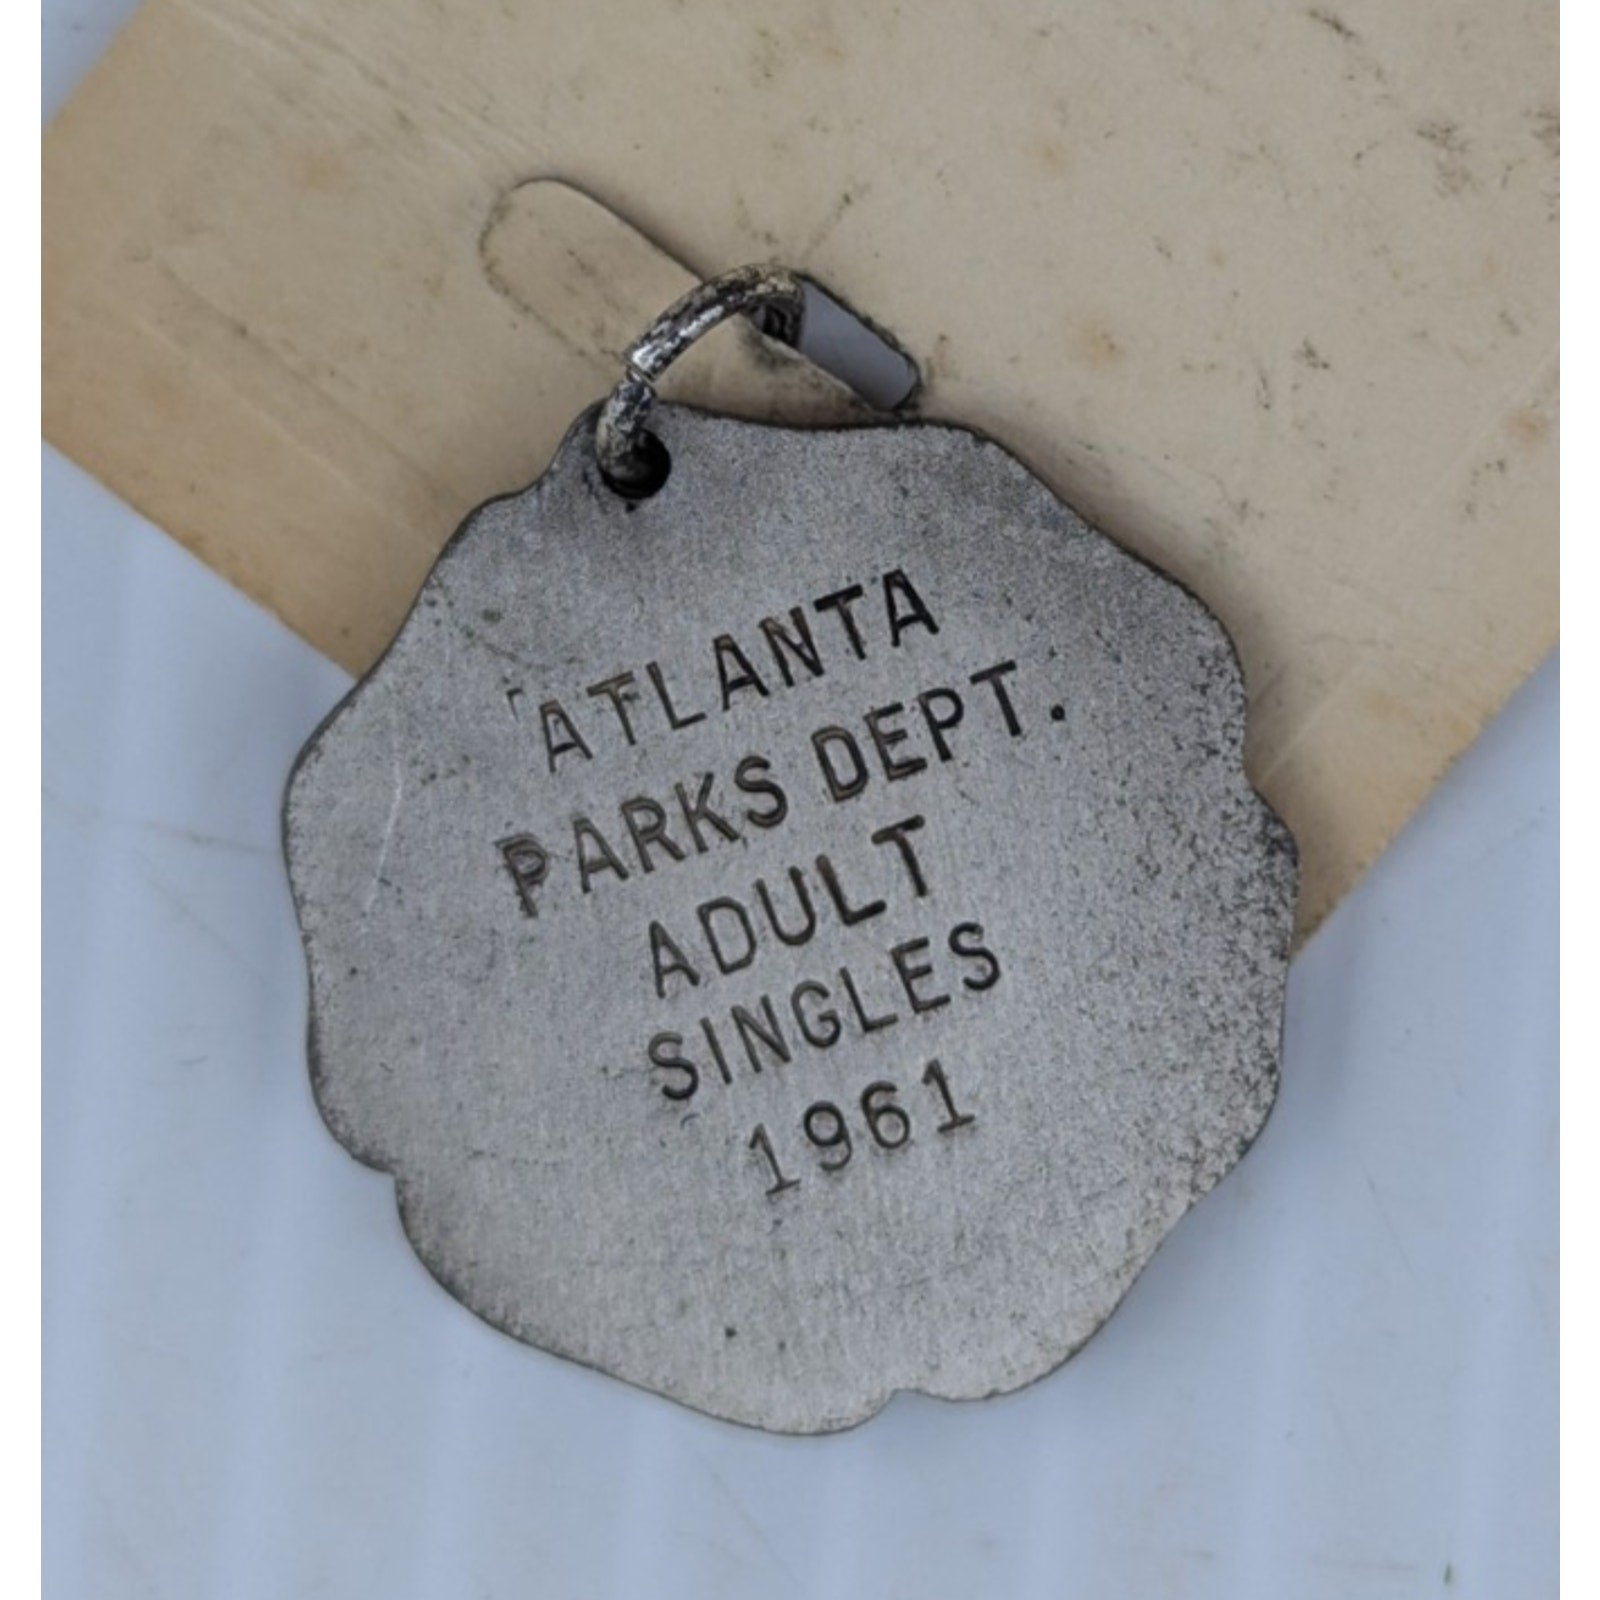 ATLANTA
PARKS DEPT.
ADULT
SINGLES
1961